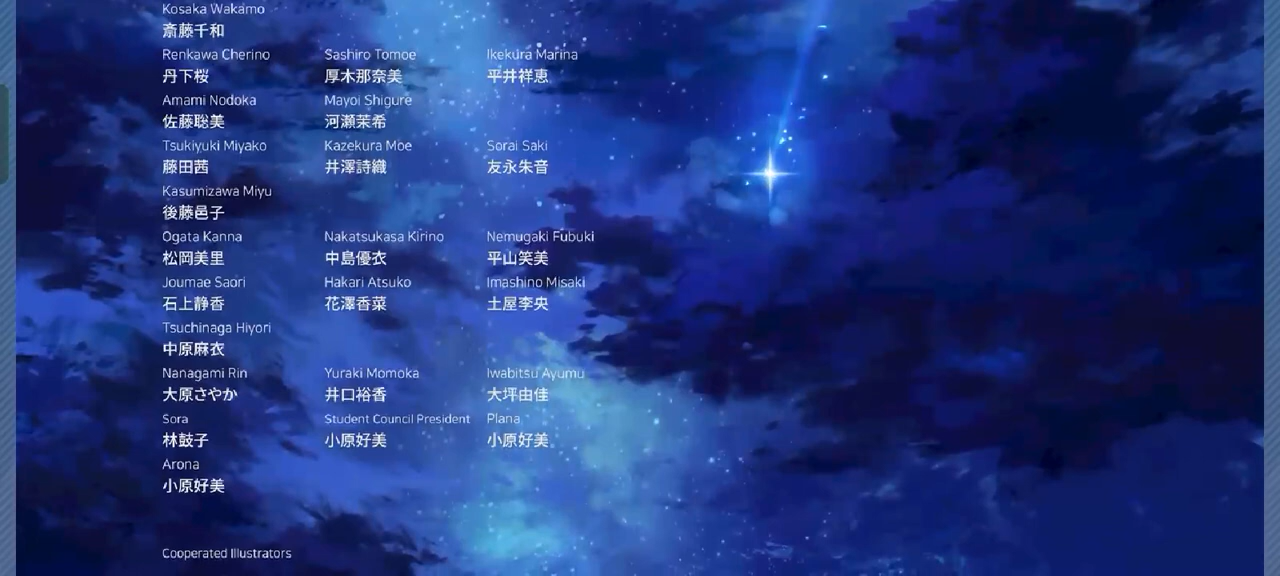 Kosaka Wakamo
斎藤千和
Renkawa Cherino Sashiro Tomoe Ikekura Marina
丹下桜 厚木那奈美 平井祥恵
Amami Nodoka Mayoi Shigure
佐藤聡美 河瀬茉希
Tsukiyuki Miyako Kazekura Moe Sorai Saki
藤田茜 井澤詩織 友永朱音
Kasumizawa Miyu
後藤邑子
Ogata Kanna Nakatsukasa Kirino Nemugaki Fubuki
松岡美里 中島優衣 平山笑美
Joumae Saori Hakari Atsuko Imashino Misaki
石上静香 花澤香菜 土屋李央
Tsuchinaga Hiyori
中原麻衣
Nanagami Rin Yuraki Momoka Iwabitsu Ayumu
大原さやか 井口裕香 大坪由佳
Sora Student Council President Plana
林鼓子 小原好美 小原好美
Arona
小原好美
Cooperated Illustrators